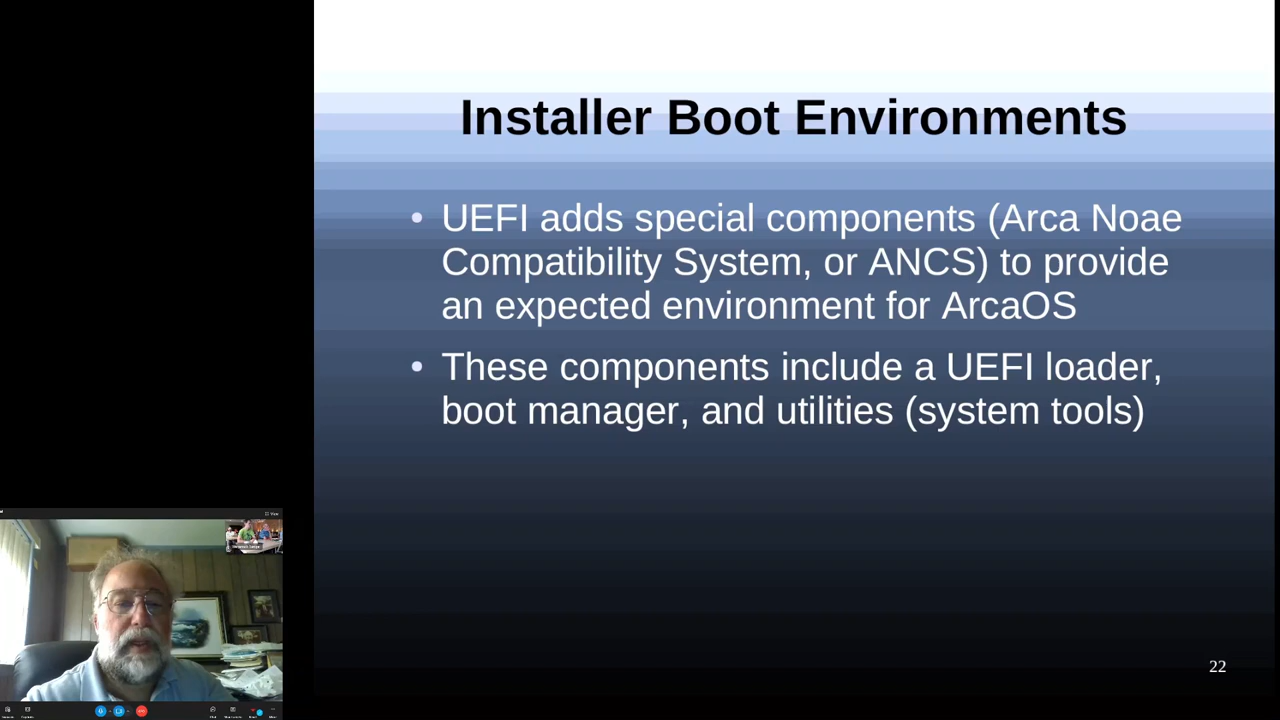 Installer Boot Environments
• UEFI adds special components (Arca Noae
Compatibility System, or ANCS) to provide
an expected environment for ArcaOS
• These components include a UEFI loader,
boot manager, and utilities (system tools)
22
View